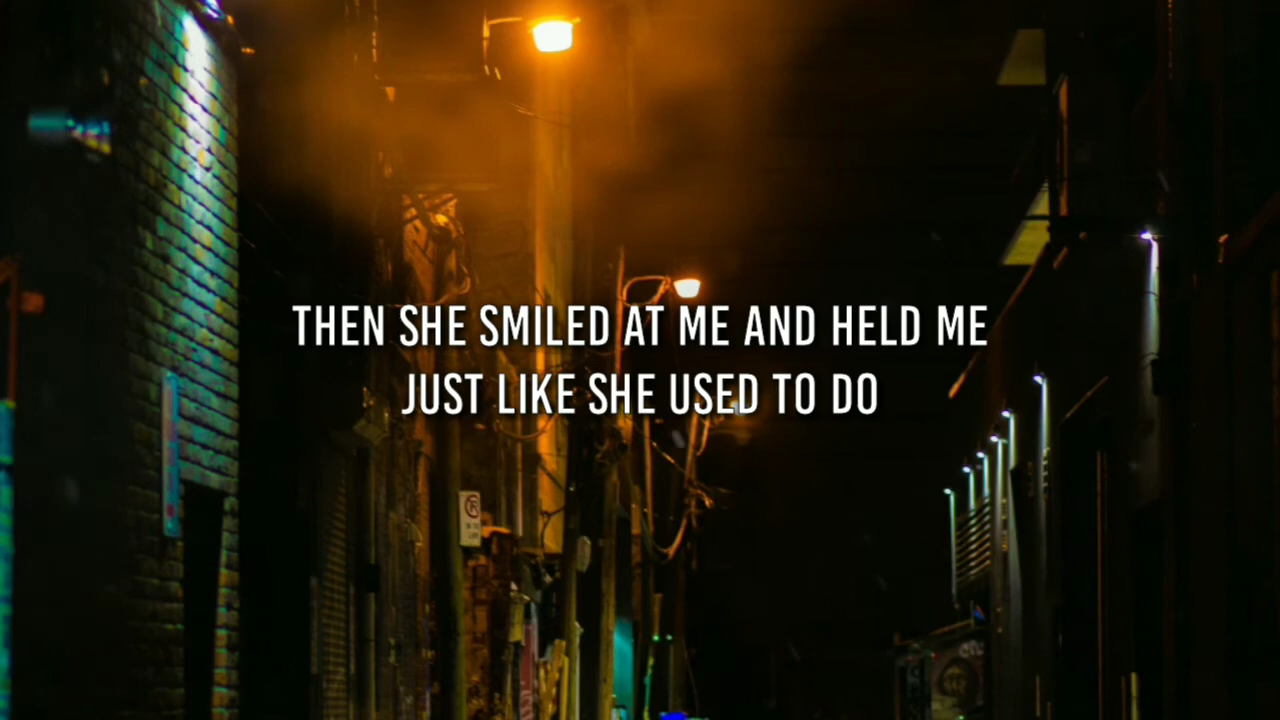 THEN SHE SMILED AT ME AND HELD ME
JUST LIKE SHE USED TO DO